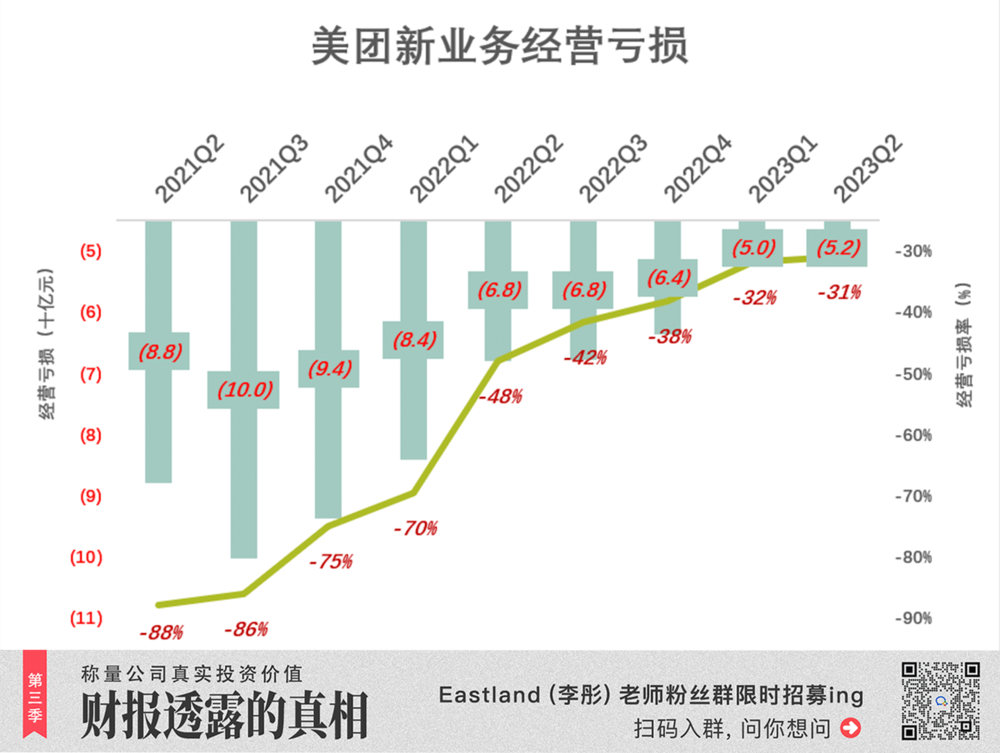 美团新业务经营亏损
2021Q2 2021Q3 2021Q4 2022Q1 2022Q2 2022Q3 2022Q4 2023Q1 2023Q2
经营亏损（十亿元）
(5)
(6)
(7)
(8)
(9)
(10)
(11)
(8.8) (10.0) (9.4) (8.4) (6.8) (6.8) (6.4) (5.0) (5.2)
-88% -86% -75% -70% -48% -42% -38% -32% -31%
-30%
-40%
-50%
-60%
-70%
-80%
-90%
经营亏损率（%）
第三季
称量公司真实投资价值
财报透露的真相
Eastland (李彤) 老师粉丝群限时招募ing
扫码入群, 问你想问